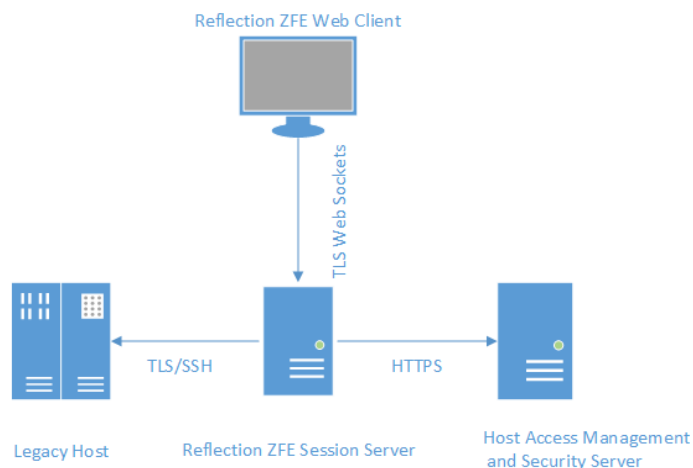 Reflection ZFE Web Client
TLS Web Sockets
TLS/SSH
HTTPS
Legacy Host
Reflection ZFE Session Server
Host Access Management
and Security Server